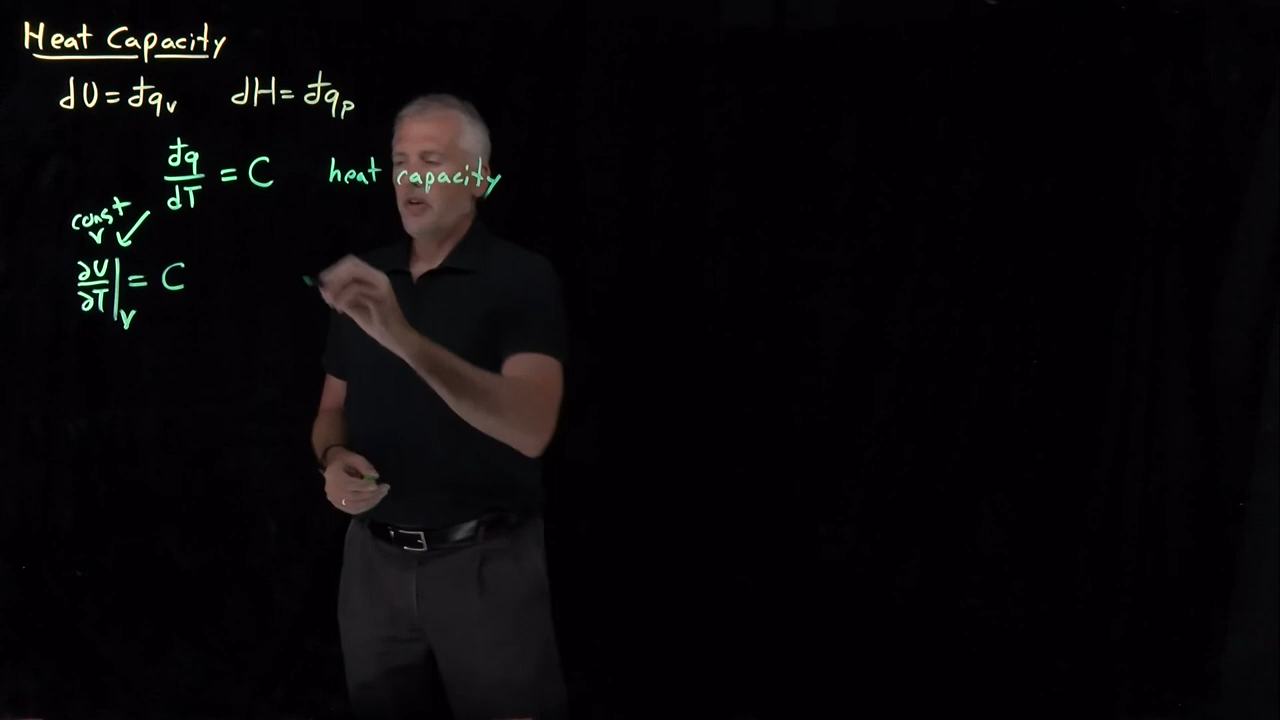 Heat Capacity
dU = đq_v   dH = đq_p
đq/dT = C   heat capacity
const
V
∂U/∂T|_V = C